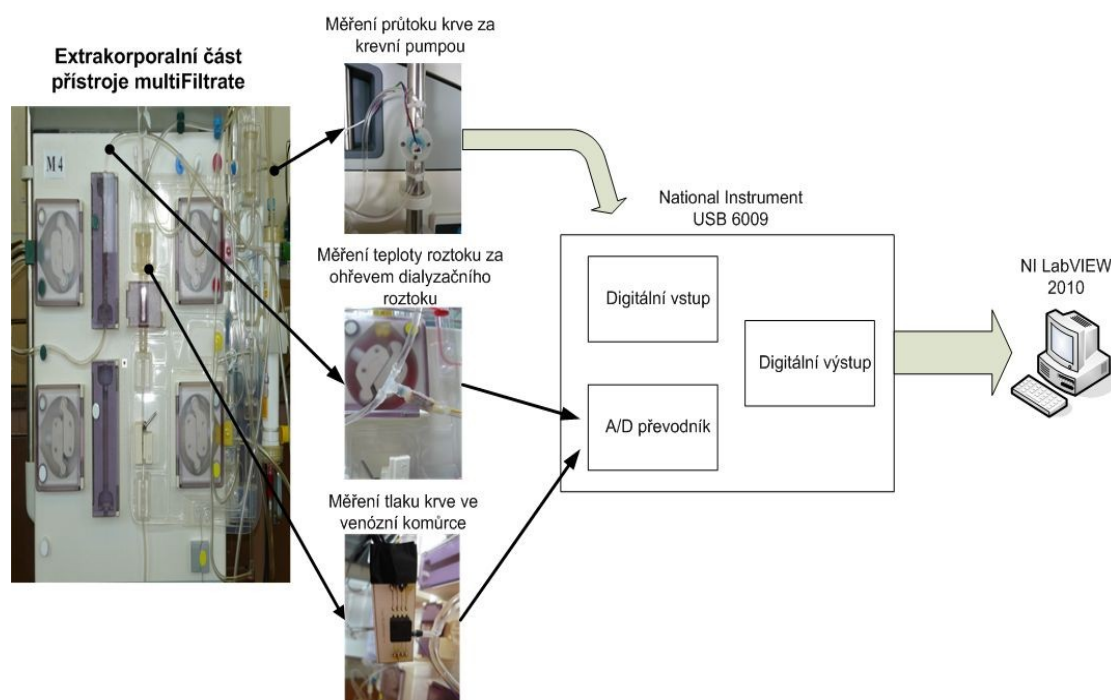 Extrakorporalní část
přístroje multiFiltrate
M4
Měření průtoku krve za
krevní pumpou
Měření teploty roztoku za
ohřevem dialyzačního
roztoku
Měření tlaku krve ve
venózní komůrce
National Instrument
USB 6009
Digitální vstup
Digitální výstup
A/D převodník
NI LabVIEW
2010